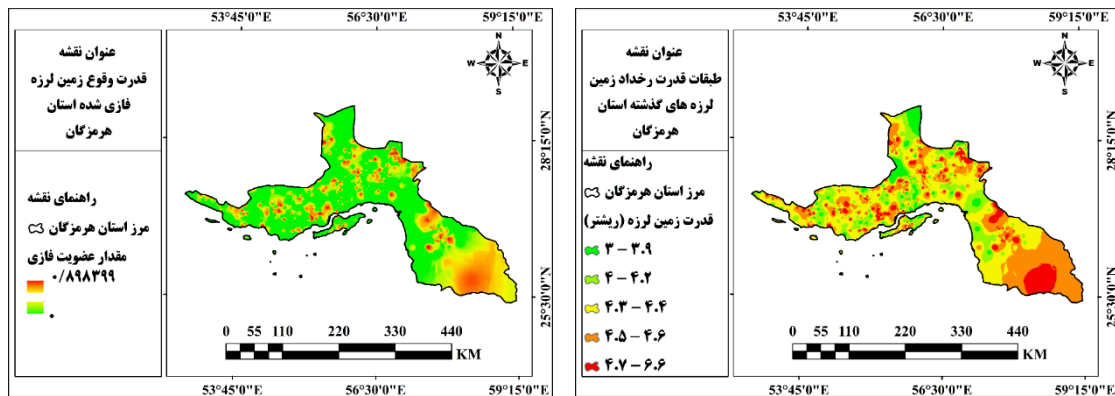 53°45'0"E 56°30'0"E 59°15'0"E
عنوان نقشه
قدرت وقوع زمین لرزه
فازی شده استان
هرمزگان
N
W E
S
28°15'0"N
راهنمای نقشه
مرز استان هرمزگان
مقدار عضویت فازی
۰/۸۹۸۳۹۹
۰
25°30'0"N
0 55 110 220 330 440
KM
53°45'0"E 56°30'0"E 59°15'0"E
53°45'0"E 56°30'0"E 59°15'0"E
عنوان نقشه
طبقات قدرت رخداد زمین
لرزه های گذشته استان
هرمزگان
N
W E
S
28°15'0"N
راهنمای نقشه
مرز استان هرمزگان
قدرت زمین لرزه (ریشتر)
۳ – ۳.۹
۴ – ۴.۲
۴.۳ – ۴.۴
۴.۵ – ۴.۶
۴.۷ – ۶.۶
25°30'0"N
0 55 110 220 330 440
KM
53°45'0"E 56°30'0"E 59°15'0"E